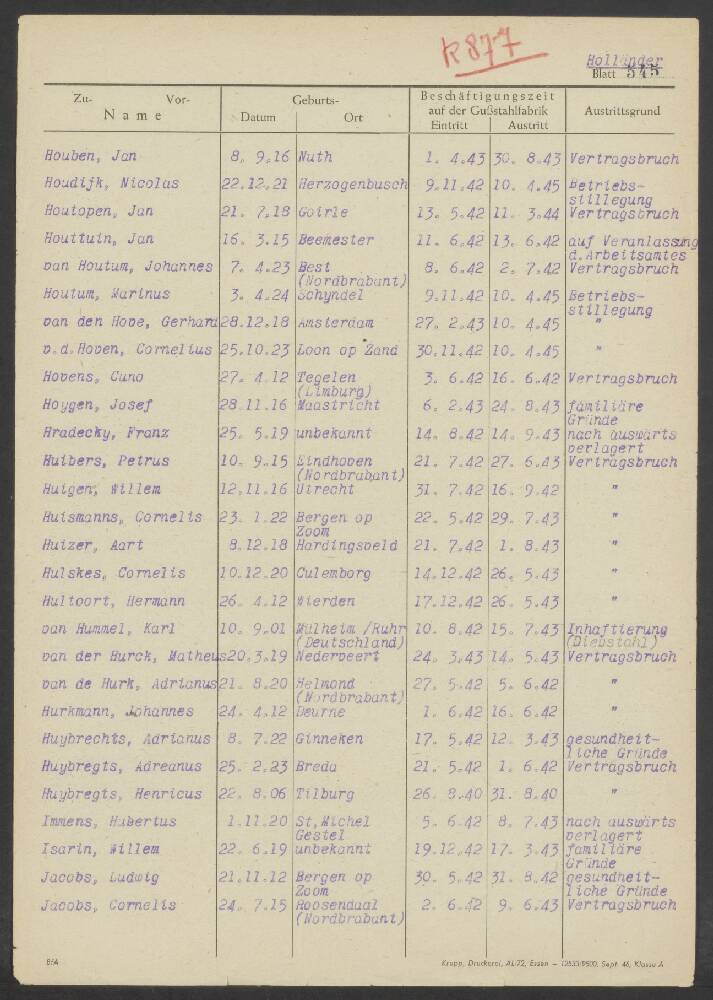 R877
Holländer
Blatt 345
Zu- Vor-
Name
Geburts-
Datum Ort
Beschäftigungszeit
auf der Gußstahlfabrik
Eintritt Austritt
Austrittsgrund
Houben, Jan 8. 9.16 Nuth 1. 4.43 30. 8.43 Vertragsbruch
Houdijk, Nicolas 22.12.21 Herzogenbusch 9.11.42 10. 4.45 Betriebs-
stillegung
Houtopen, Jan 21. 7.18 Goirle 13. 5.42 11. 3.44 Vertragsbruch
Houttuin, Jan 16. 3.15 Beemester 11. 6.42 13. 6.42 auf Veranlassung
d.Arbeitsamtes
van Houtum, Johannes 7. 4.23 Best 8. 6.42 2. 7.42 Vertragsbruch
(Nordbrabant)
Houtum, Marinus 3. 4.24 Schyndel 9.11.42 10. 4.45 Betriebs-
stillegung
van den Hove, Gerhard 28.12.18 Amsterdam 27. 2.43 10. 4.45 "
v.d.Hoven, Cornelius 25.10.23 Loon op Zand 30.11.42 10. 4.45 "
Hovens, Cuno 27. 4.12 Tegelen 3. 6.42 16. 6.42 Vertragsbruch
(Limburg)
Hoygen, Josef 28.11.16 Maastricht 6. 2.43 24. 8.43 familiäre
Gründe
Hradecky, Franz 25. 5.19 unbekannt 14. 8.42 14. 9.43 nach auswärts
verlagert
Huibers, Petrus 10. 9.15 Eindhoven 21. 7.42 27. 6.43 Vertragsbruch
(Nordbrabant)
Huigen, Willem 12.11.16 Utrecht 31. 7.42 16. 9.42 "
Huismanns, Cornelis 23. 1.22 Bergen op 22. 5.42 29. 7.43 "
Zoom
Huizer, Aart 8.12.18 Hardingsveld 21. 7.42 1. 8.43 "
Hulskes, Cornelis 10.12.20 Culemborg 14.12.42 26. 5.43 "
Hultoort, Hermann 26. 4.12 Wierden 17.12.42 26. 5.43 "
van Hummel, Karl 10. 9.01 Mülheim /Ruhr 10. 8.42 15. 7.43 Inhaftierung
(Deutschland) (Diebstahl)
van der Hurck, Matheus 20.3.19 Nederveert 24. 3.43 14. 5.43 Vertragsbruch
van de Hurk, Adrianus 21. 8.20 Helmond 27. 5.42 5. 6.42 "
(Nordbrabant)
Hurkmann, Johannes 24. 4.12 Deurne 1. 6.42 16. 6.42 "
Huybrechts, Adrianus 8. 7.22 Ginneken 17. 5.42 12. 3.43 gesundheit-
liche Gründe
Huybregts, Adreanus 25. 2.23 Breda 21. 5.42 1. 6.42 Vertragsbruch
Huybregts, Henricus 22. 8.06 Tilburg 26. 8.40 31. 8.40 "
Immens, Hubertus 1.11.20 St,Michel 5. 6.42 8. 7.43 nach auswärts
Gestel verlagert
Isarin, Willem 22. 6.19 unbekannt 19.12.42 17. 3.43 familiäre
Gründe
Jacobs, Ludwig 21.11.12 Bergen op 30. 5.42 31. 8.42 gesundheit-
Zoom liche Gründe
Jacobs, Cornelis 24. 7.15 Roosendaal 2. 6.42 9. 6.43 Vertragsbruch
(Nordbrabant)
Krupp, Druckerei, Essen Sept. 46, Klasse A